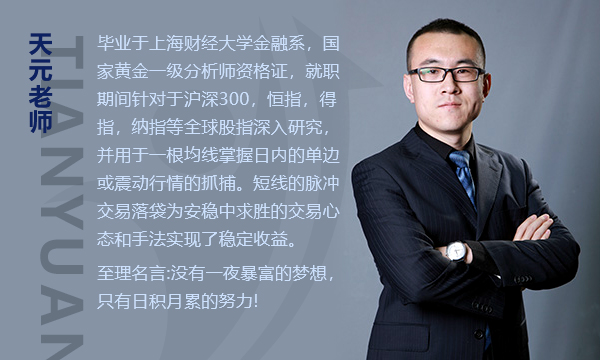 天元老师
TIANYUAN
毕业于上海财经大学金融系，国
家黄金一级分析师资格证，就职
期间针对于沪深300，恒指，得
指，纳指等全球股指深入研究，
并用于一根均线掌握日内的单边
或震动行情的抓捕。短线的脉冲
交易落袋为安稳中求胜的交易心
态和手法实现了稳定收益。
至理名言:没有一夜暴富的梦想，
只有日积月累的努力!